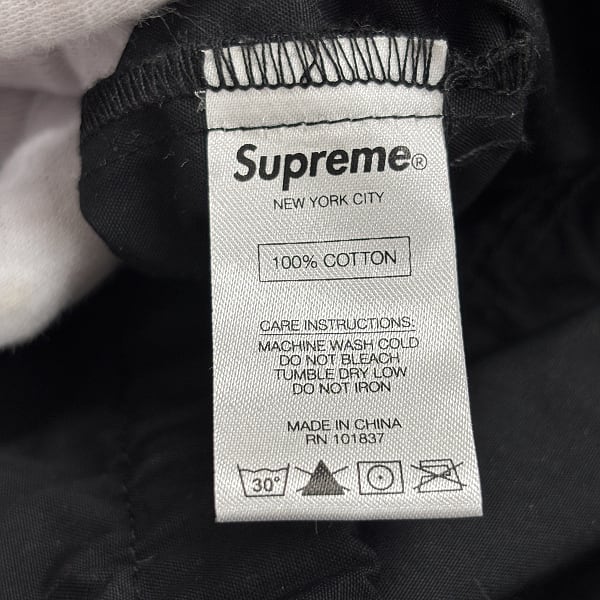 Supreme®
NEW YORK CITY
100% COTTON
CARE INSTRUCTIONS:
MACHINE WASH COLD
DO NOT BLEACH
TUMBLE DRY LOW
DO NOT IRON
MADE IN CHINA
RN 101837
30°